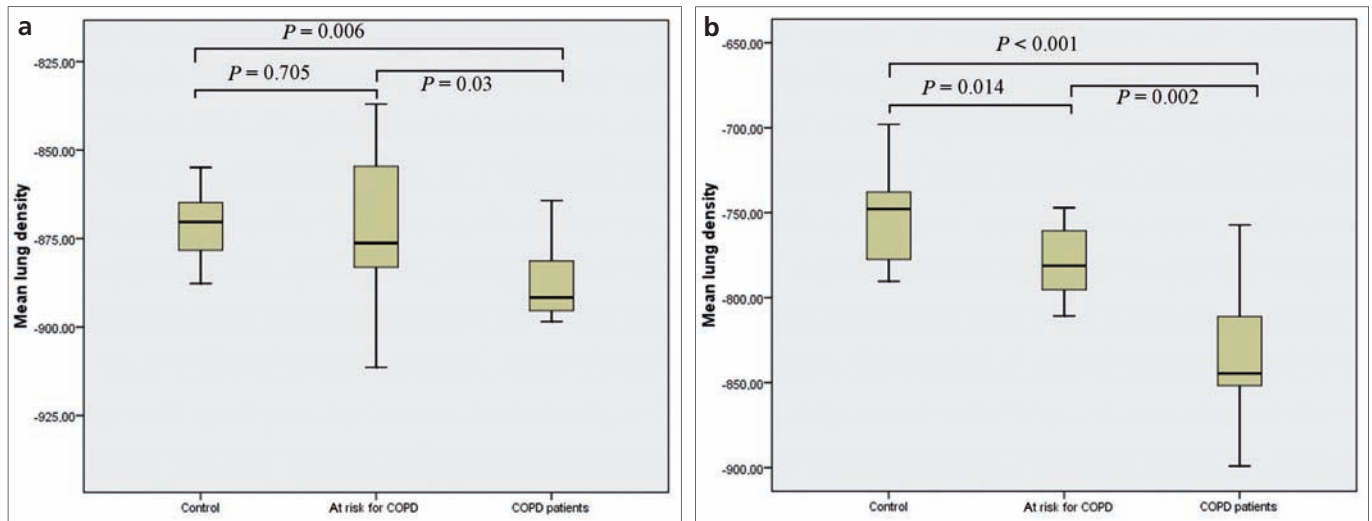 a
P = 0.006
-825.00
P = 0.705
P = 0.03
-850.00
-875.00
-900.00
-925.00
Mean lung density
Control
At risk for COPD
COPD patients
b
-650.00
P < 0.001
P = 0.014
P = 0.002
-700.00
-750.00
-800.00
-850.00
-900.00
Mean lung density
Control
At risk for COPD
COPD patients